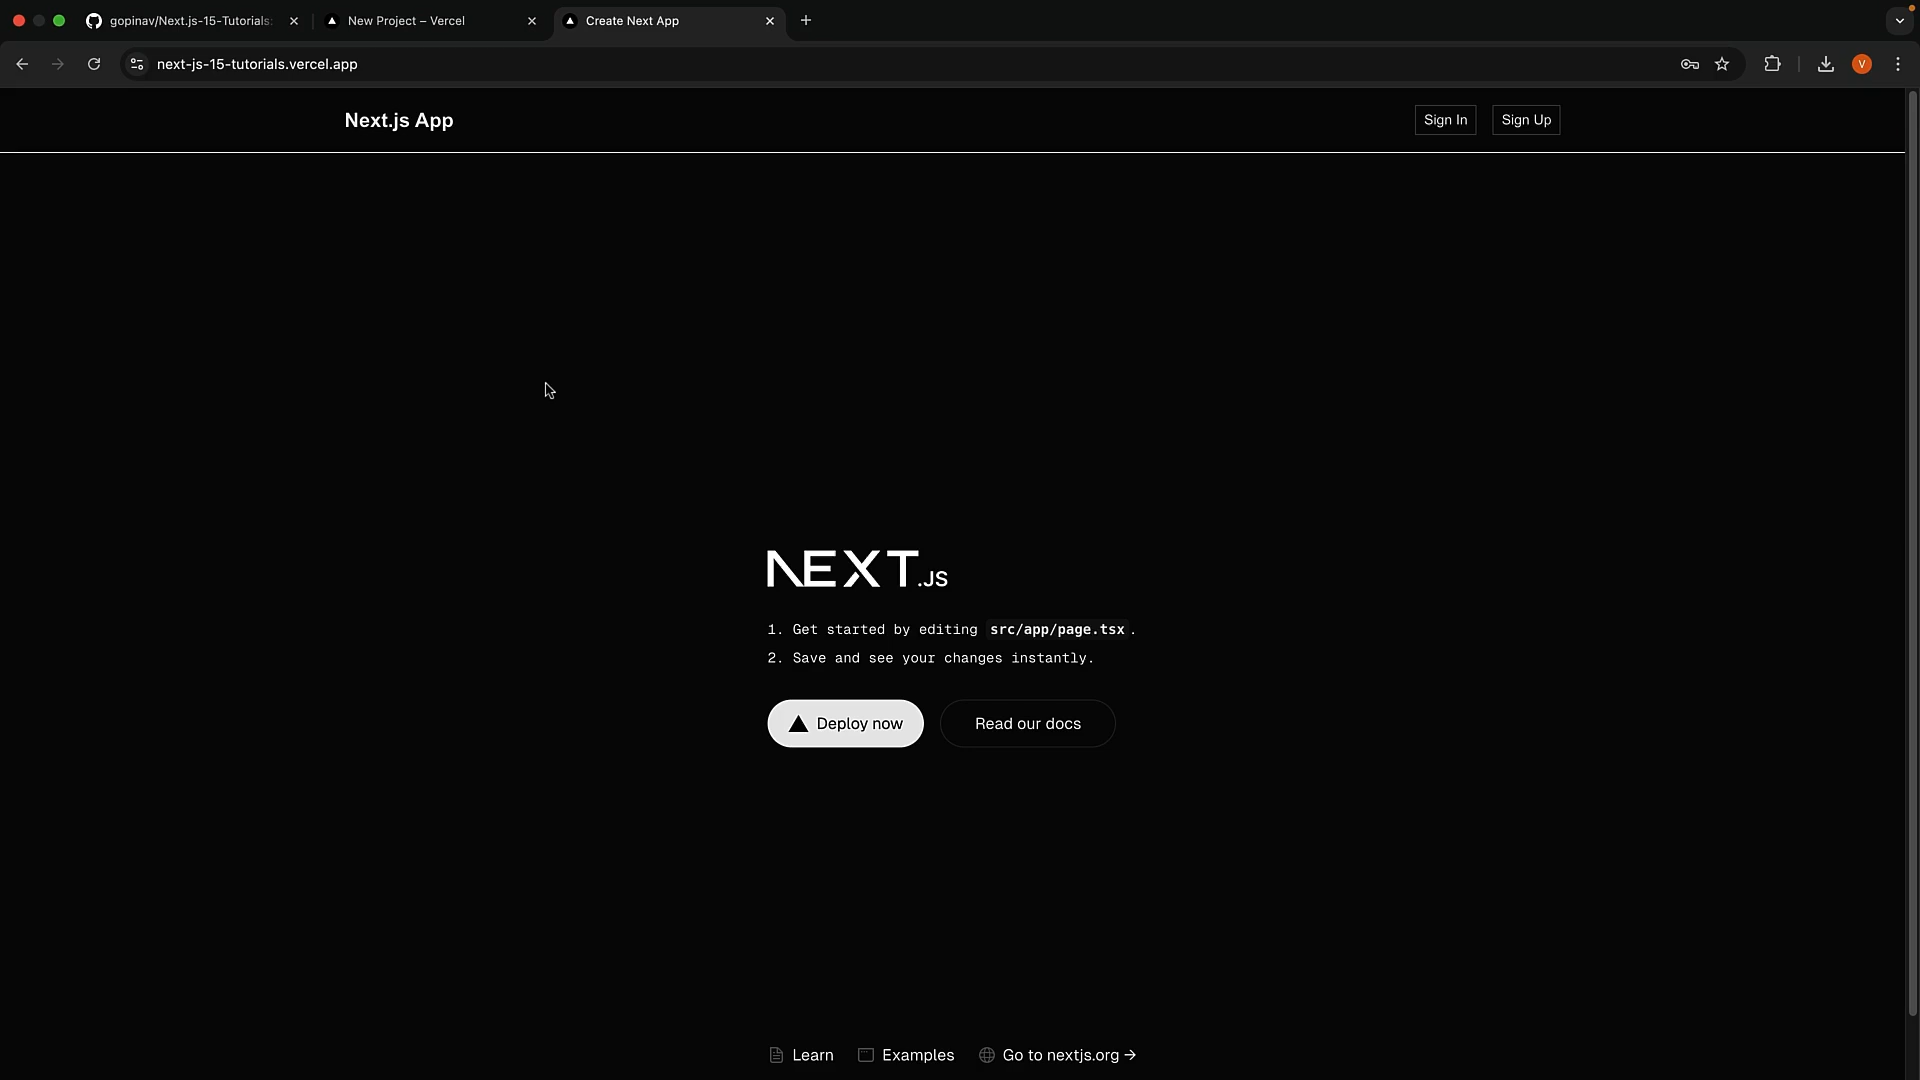 gopinav/Next.js-15-Tutorials:
New Project – Vercel
Create Next App
next-js-15-tutorials.vercel.app
V
Next.js App
Sign In
Sign Up
NEXT.JS
1. Get started by editing src/app/page.tsx.
2. Save and see your changes instantly.
Deploy now
Read our docs
Learn
Examples
Go to nextjs.org →